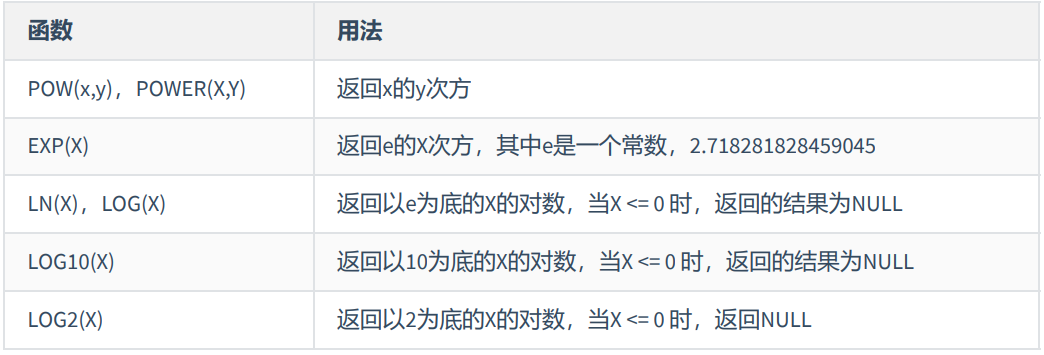 函数 用法
POW(x,y)，POWER(X,Y) 返回x的y次方
EXP(X) 返回e的X次方，其中e是一个常数，2.718281828459045
LN(X)，LOG(X) 返回以e为底的X的对数，当X <= 0 时，返回的结果为NULL
LOG10(X) 返回以10为底的X的对数，当X <= 0 时，返回的结果为NULL
LOG2(X) 返回以2为底的X的对数，当X <= 0 时，返回NULL